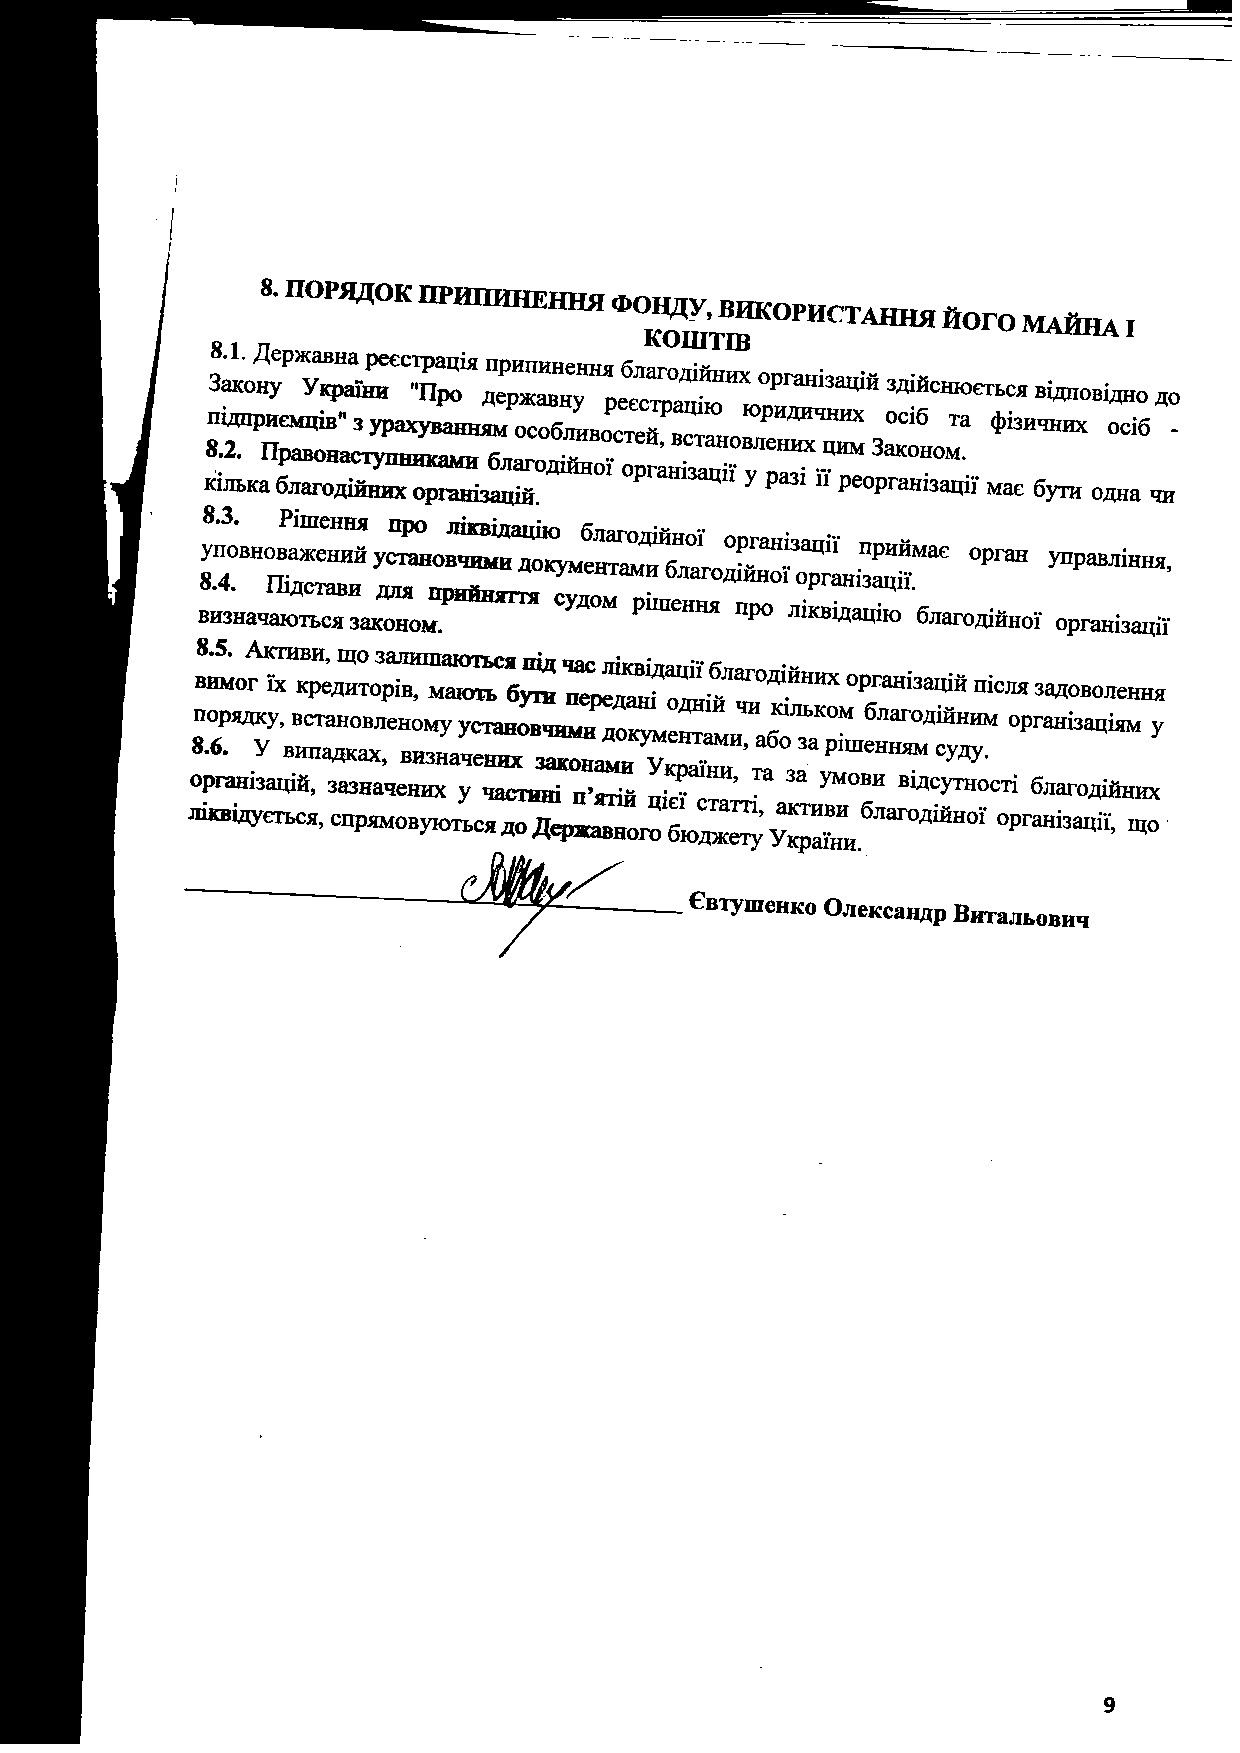 8. ПОРЯДОК ПРИПИНЕННЯ ФОНДУ, ВИКОРИСТАННЯ ЙОГО МАЙНА І
КОШТІВ
8.1. Державна реєстрація припинення благодійних організацій здійснюється відповідно до
Закону України "Про державну реєстрацію юридичних осіб та фізичних осіб -
підприємців" з урахуванням особливостей, встановлених цим Законом.
8.2. Правонаступниками благодійної організації у разі її реорганізації має бути одна чи
кілька благодійних організацій.
8.3. Рішення про ліквідацію благодійної організації приймає орган управління,
уповноважений установчими документами благодійної організації.
8.4. Підстави для прийняття судом рішення про ліквідацію благодійної організації
визначаються законом.
8.5. Активи, що залишаються під час ліквідації благодійних організацій після задоволення
вимог їх кредиторів, мають бути передані одній чи кільком благодійним організаціям у
порядку, встановленому установчими документами, або за рішенням суду.
8.6. У випадках, визначених законами України, та за умови відсутності благодійних
організацій, зазначених у частині п’ятій цієї статті, активи благодійної організації, що
ліквідується, спрямовуються до Державного бюджету України.
Євтушенко Олександр Витальович
9